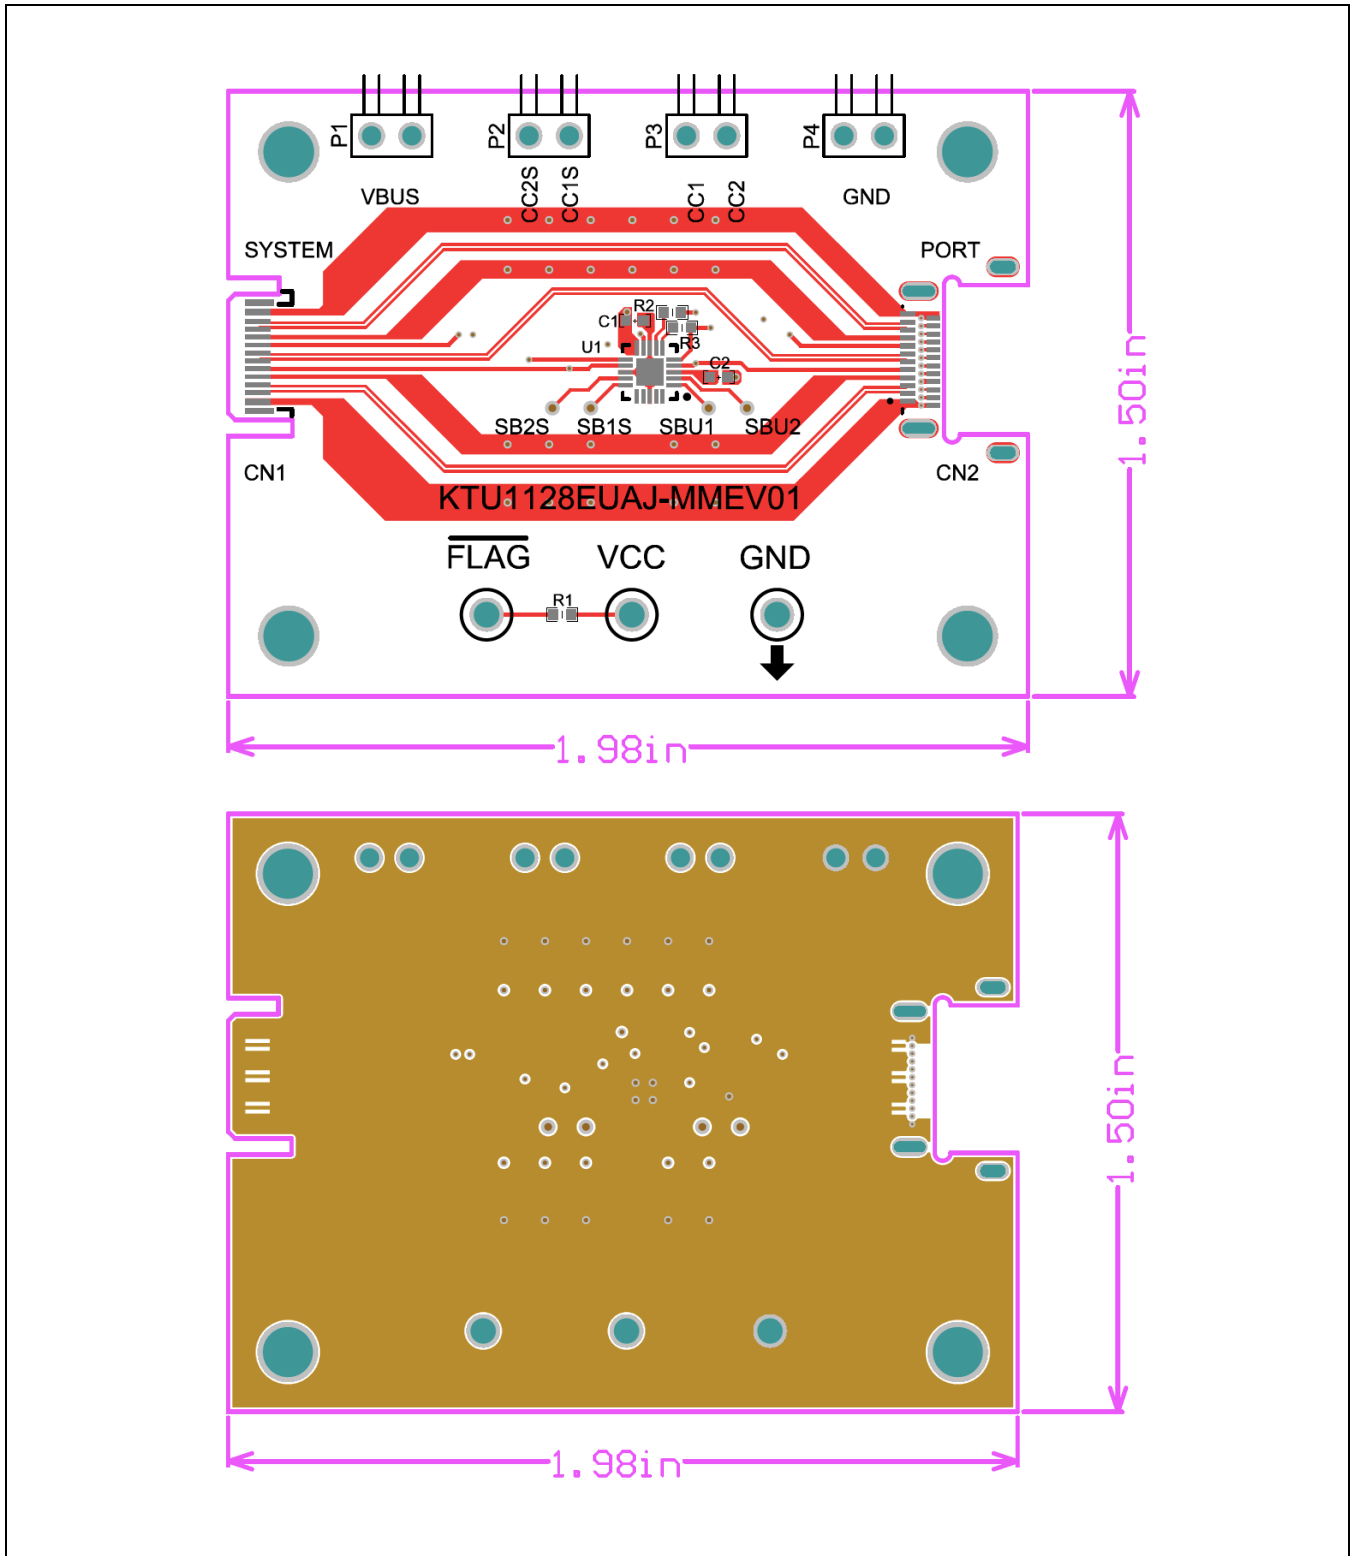 P1
P2
P3
P4
VBUS
CC2S
CC1S
CC1
CC2
GND
SYSTEM
PORT
R2
C1
R3
U1
C2
SB2S
SB1S
SBU1
SBU2
CN1
CN2
KTU1128EUAJ-MMEV01
FLAG
VCC
GND
R1
1.50in
1.98in
1.50in
1.98in